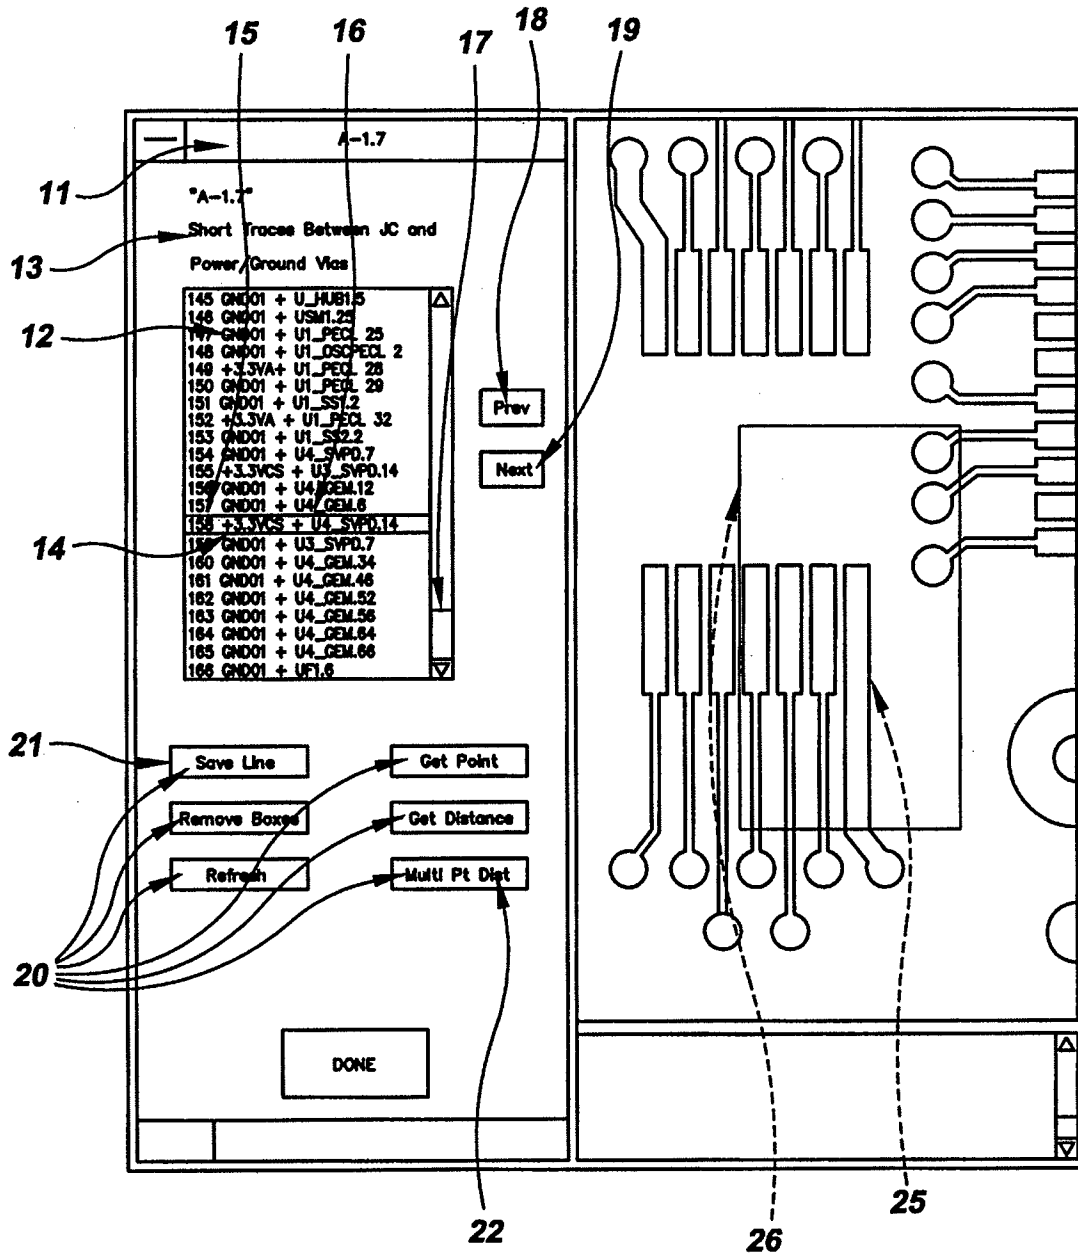 15 16 17 18 19
A-1.7
11
"A-1.7"
Short Traces Between JC and
13
Power/Ground Vias
145 GND01 + U_HUB1.5
146 GND01 + USM1.25
12
147 GND01 + U1_PECL 25
148 GND01 + U1_OSCPECL 2
149 +3.3VA+ U1_PECL 28
150 GND01 + U1_PECL 29
151 GND01 + U1_SS1.2
152 +3.3VA + U1_PECL 32
153 GND01 + U1_SS2.2
154 GND01 + U4_SVPD.7
155 +3.3VCS + U3_SVPD.14
156 GND01 + U4_GEM.12
157 GND01 + U4_GEM.6
158 +3.3VCS + U4_SVPD.14
14
159 GND01 + U3_SVPD.7
160 GND01 + U4_GEM.34
161 GND01 + U4_GEM.46
162 GND01 + U4_GEM.52
163 GND01 + U4_GEM.56
164 GND01 + U4_GEM.64
165 GND01 + U4_GEM.66
166 GND01 + UF1.6
Prev
Next
21
Save Line Get Point
Remove Boxes Get Distance
Refresh Multi Pt Dist
20
DONE
22
26
25